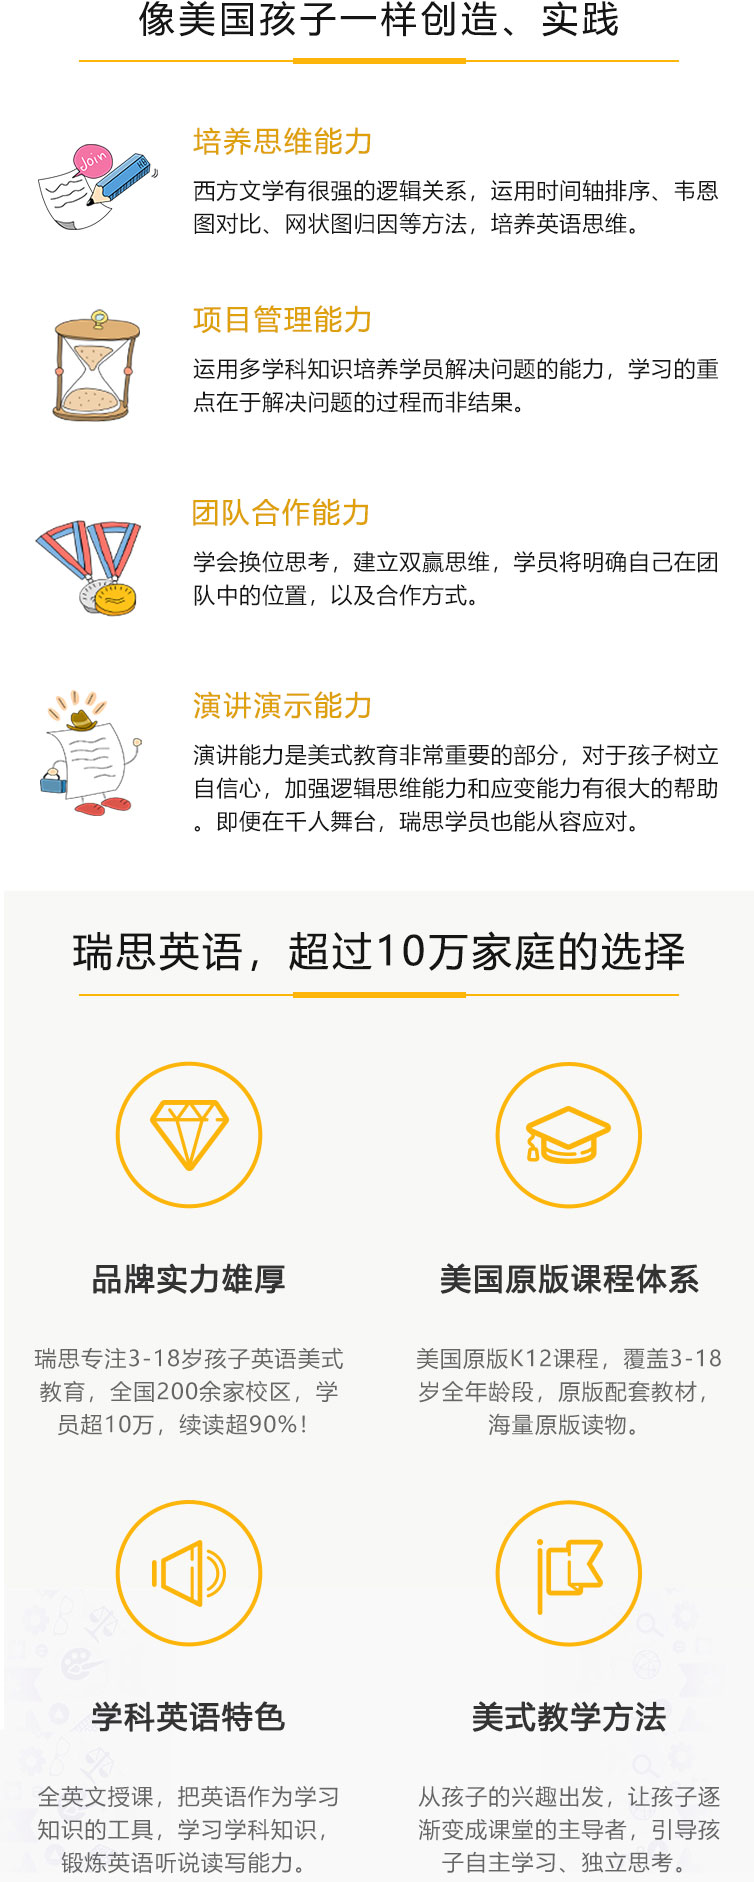 像美国孩子一样创造、实践
Join
HB
培养思维能力
西方文学有很强的逻辑关系，运用时间轴排序、韦恩
图对比、网状图归因等方法，培养英语思维。
项目管理能力
运用多学科知识培养学员解决问题的能力，学习的重
点在于解决问题的过程而非结果。
团队合作能力
学会换位思考，建立双赢思维，学员将明确自己在团
队中的位置，以及合作方式。
演讲演示能力
演讲能力是美式教育非常重要的部分，对于孩子树立
自信心，加强逻辑思维能力和应变能力有很大的帮助
。即便在千人舞台，瑞思学员也能从容应对。
瑞思英语，超过10万家庭的选择
品牌实力雄厚
瑞思专注3-18岁孩子英语美式
教育，全国200余家校区，学
员超10万，续读超90%！
美国原版课程体系
美国原版K12课程，覆盖3-18
岁全年龄段，原版配套教材，
海量原版读物。
学科英语特色
全英文授课，把英语作为学习
知识的工具，学习学科知识，
锻炼英语听说读写能力。
美式教学方法
从孩子的兴趣出发，让孩子逐
渐变成课堂的主导者，引导孩
子自主学习、独立思考。